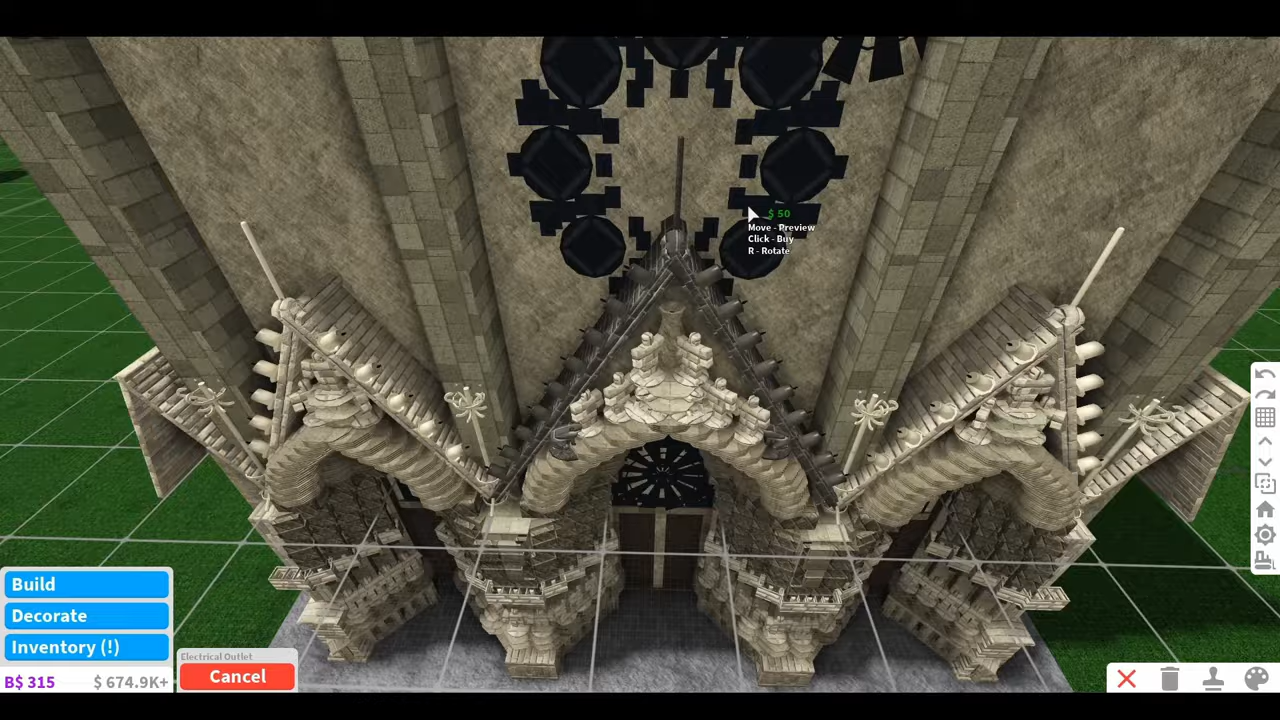 $ 50
Move - Preview
Click - Buy
R - Rotate
Build
Decorate
Inventory (!)
Electrical Outlet
Cancel
B$ 315
$ 674.9K+